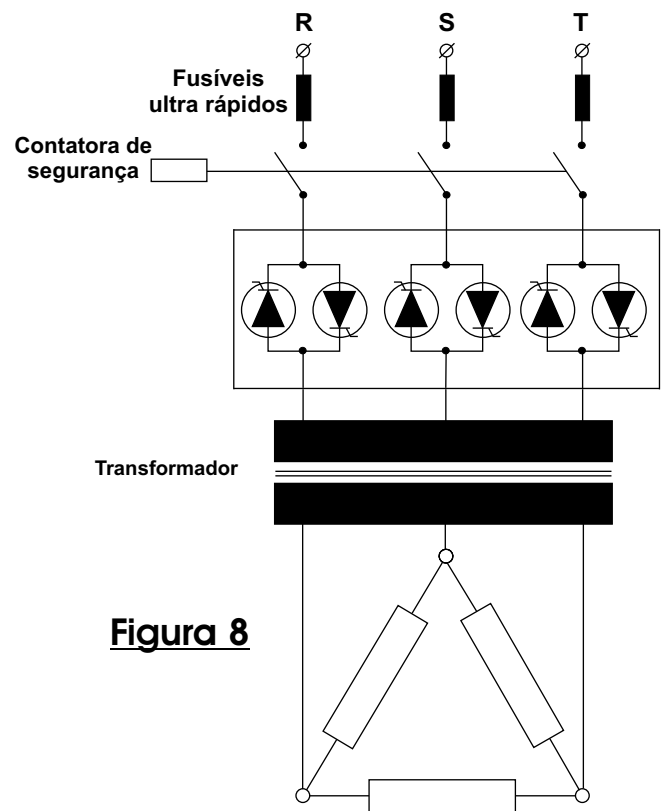 R S T
Fusíveis
ultra rápidos
Contatora de
segurança
Transformador
Figura 8